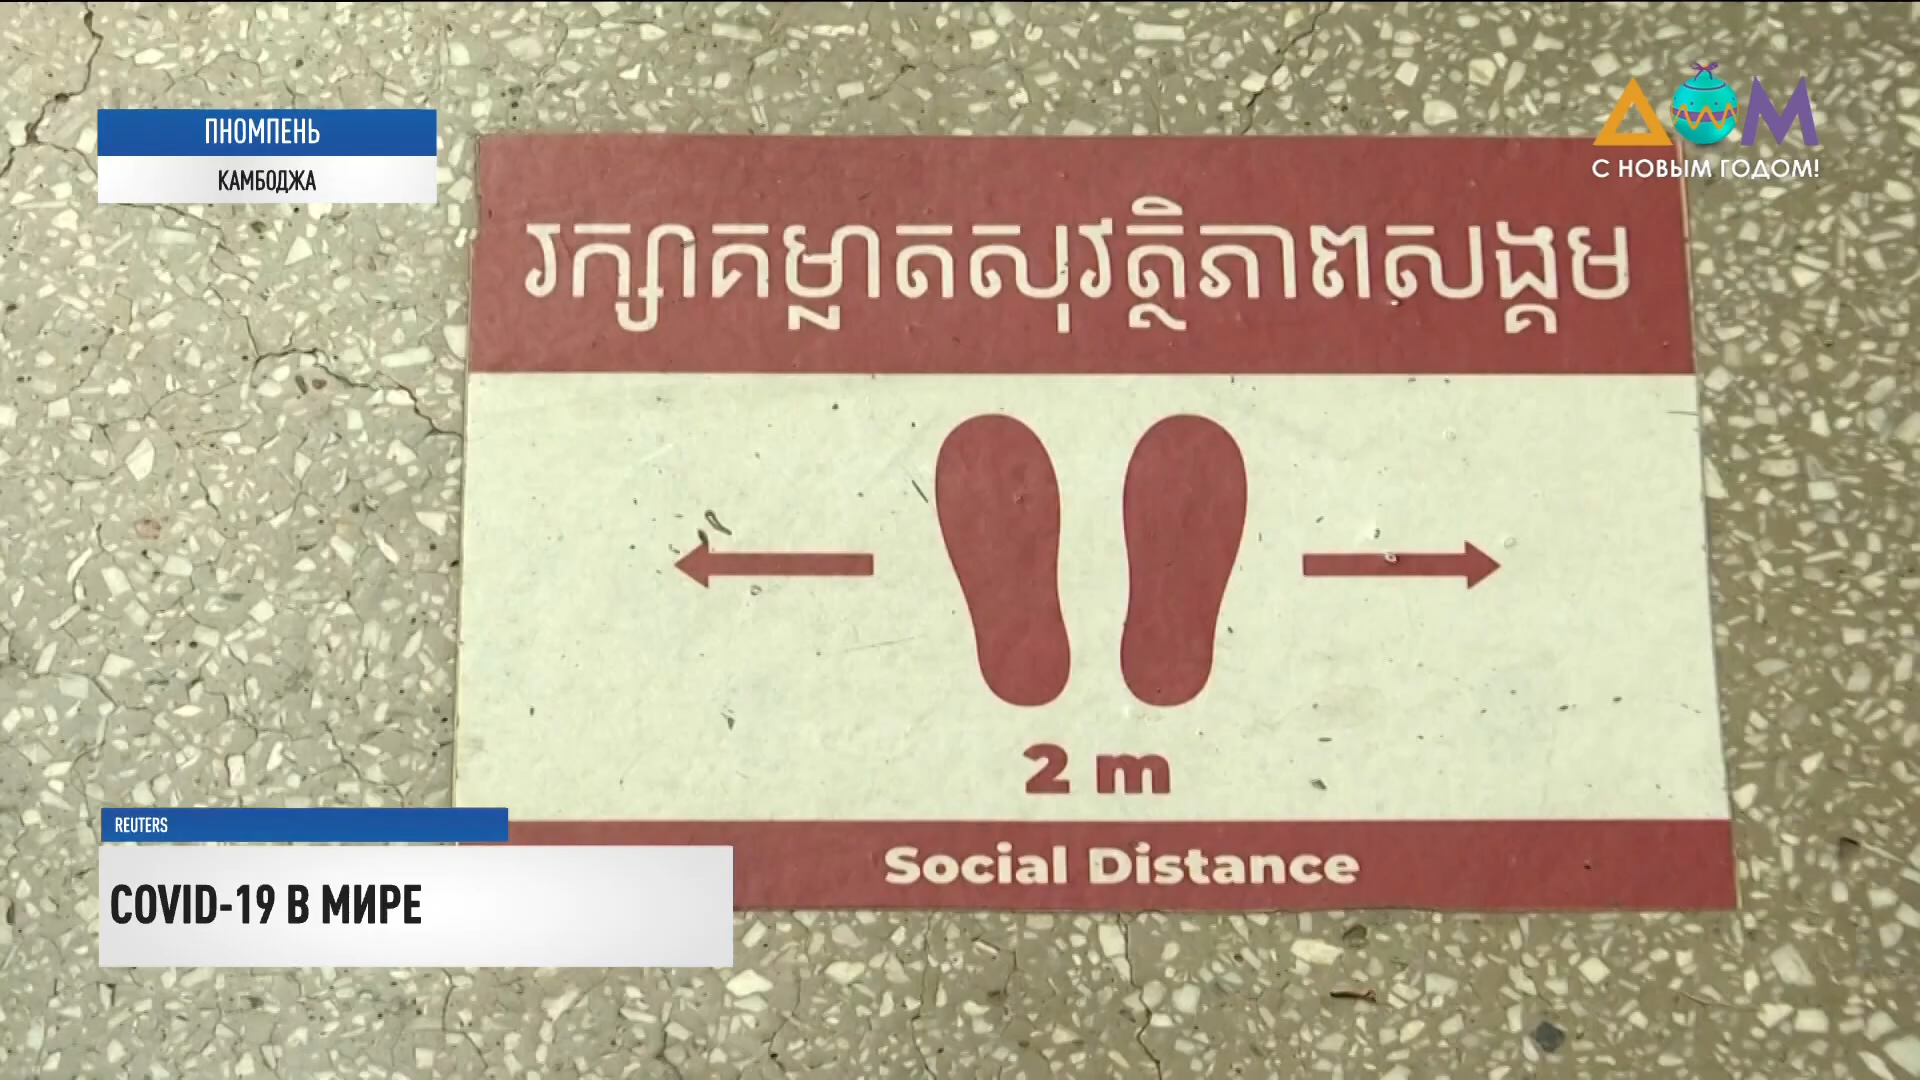 ПНОМПЕНЬ
КАМБОДЖА
ДОМ
С НОВЫМ ГОДОМ!
រក្សាគម្លាតសុវត្ថិភាពសង្គម
2 m
Social Distance
REUTERS
COVID-19 В МИРЕ